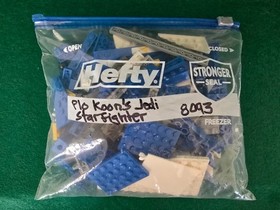 OPEN
CLOSED
Hefty
STRONGER
SEAL
Plo Koon's Jedi
Starfighter
8093
FREEZER